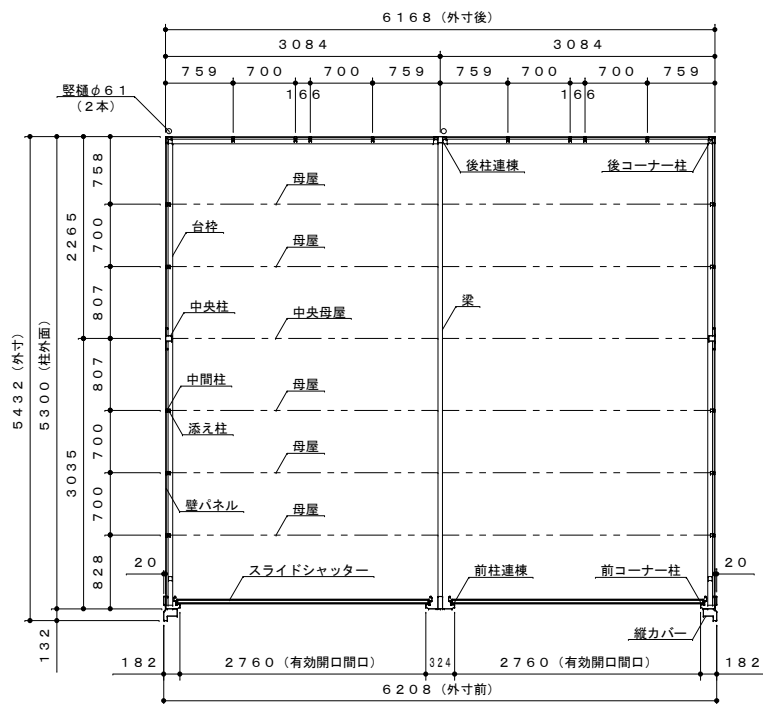 6168(外寸後)
3084 3084
759 700 700 759 759 700 700 759
166 166
竪樋φ61
(2本)
後柱連棟 後コーナー柱
758
母屋
台枠
2265
700
母屋
807
中央柱 中央母屋 梁
5432(外寸)
5300(柱外面)
807
中間柱 母屋
添え柱
3035
700
母屋
700
壁パネル 母屋
828
20 スライドシャッター 前柱連棟 前コーナー柱 20
縦カバー
132
182 2760(有効開口間口) 324 2760(有効開口間口) 182
6208(外寸前)